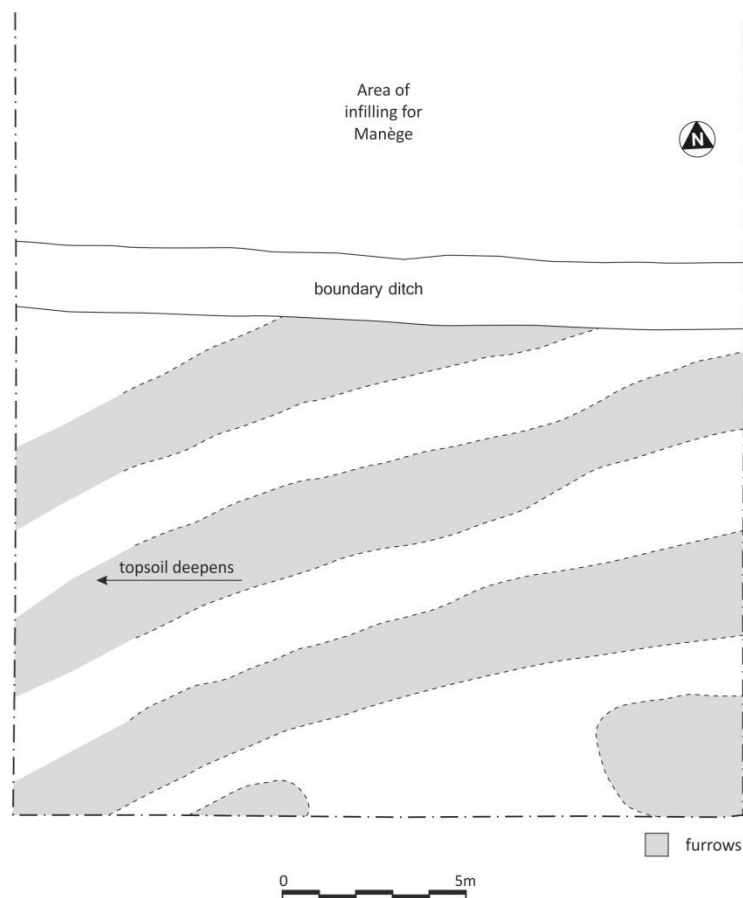 Area of
infilling for
Manège
N
boundary ditch
topsoil deepens
furrows
0 5m